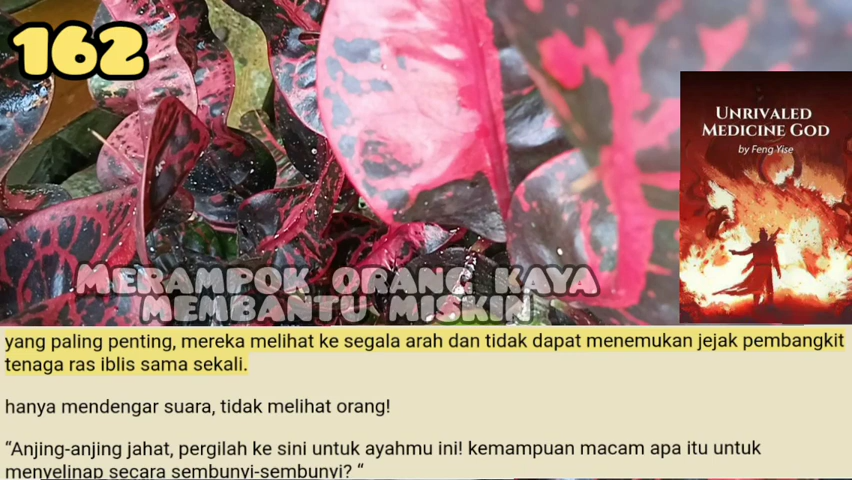 162
UNRIVALED
MEDICINE GOD
by Feng Yise
MERAMPOK ORANG KAYA
MEMBANTU MISKIN
yang paling penting, mereka melihat ke segala arah dan tidak dapat menemukan jejak pembangkit
tenaga ras iblis sama sekali.
hanya mendengar suara, tidak melihat orang!
“Anjing-anjing jahat, pergilah ke sini untuk ayahmu ini! kemampuan macam apa itu untuk
menyelinap secara sembunyi-sembunyi? “